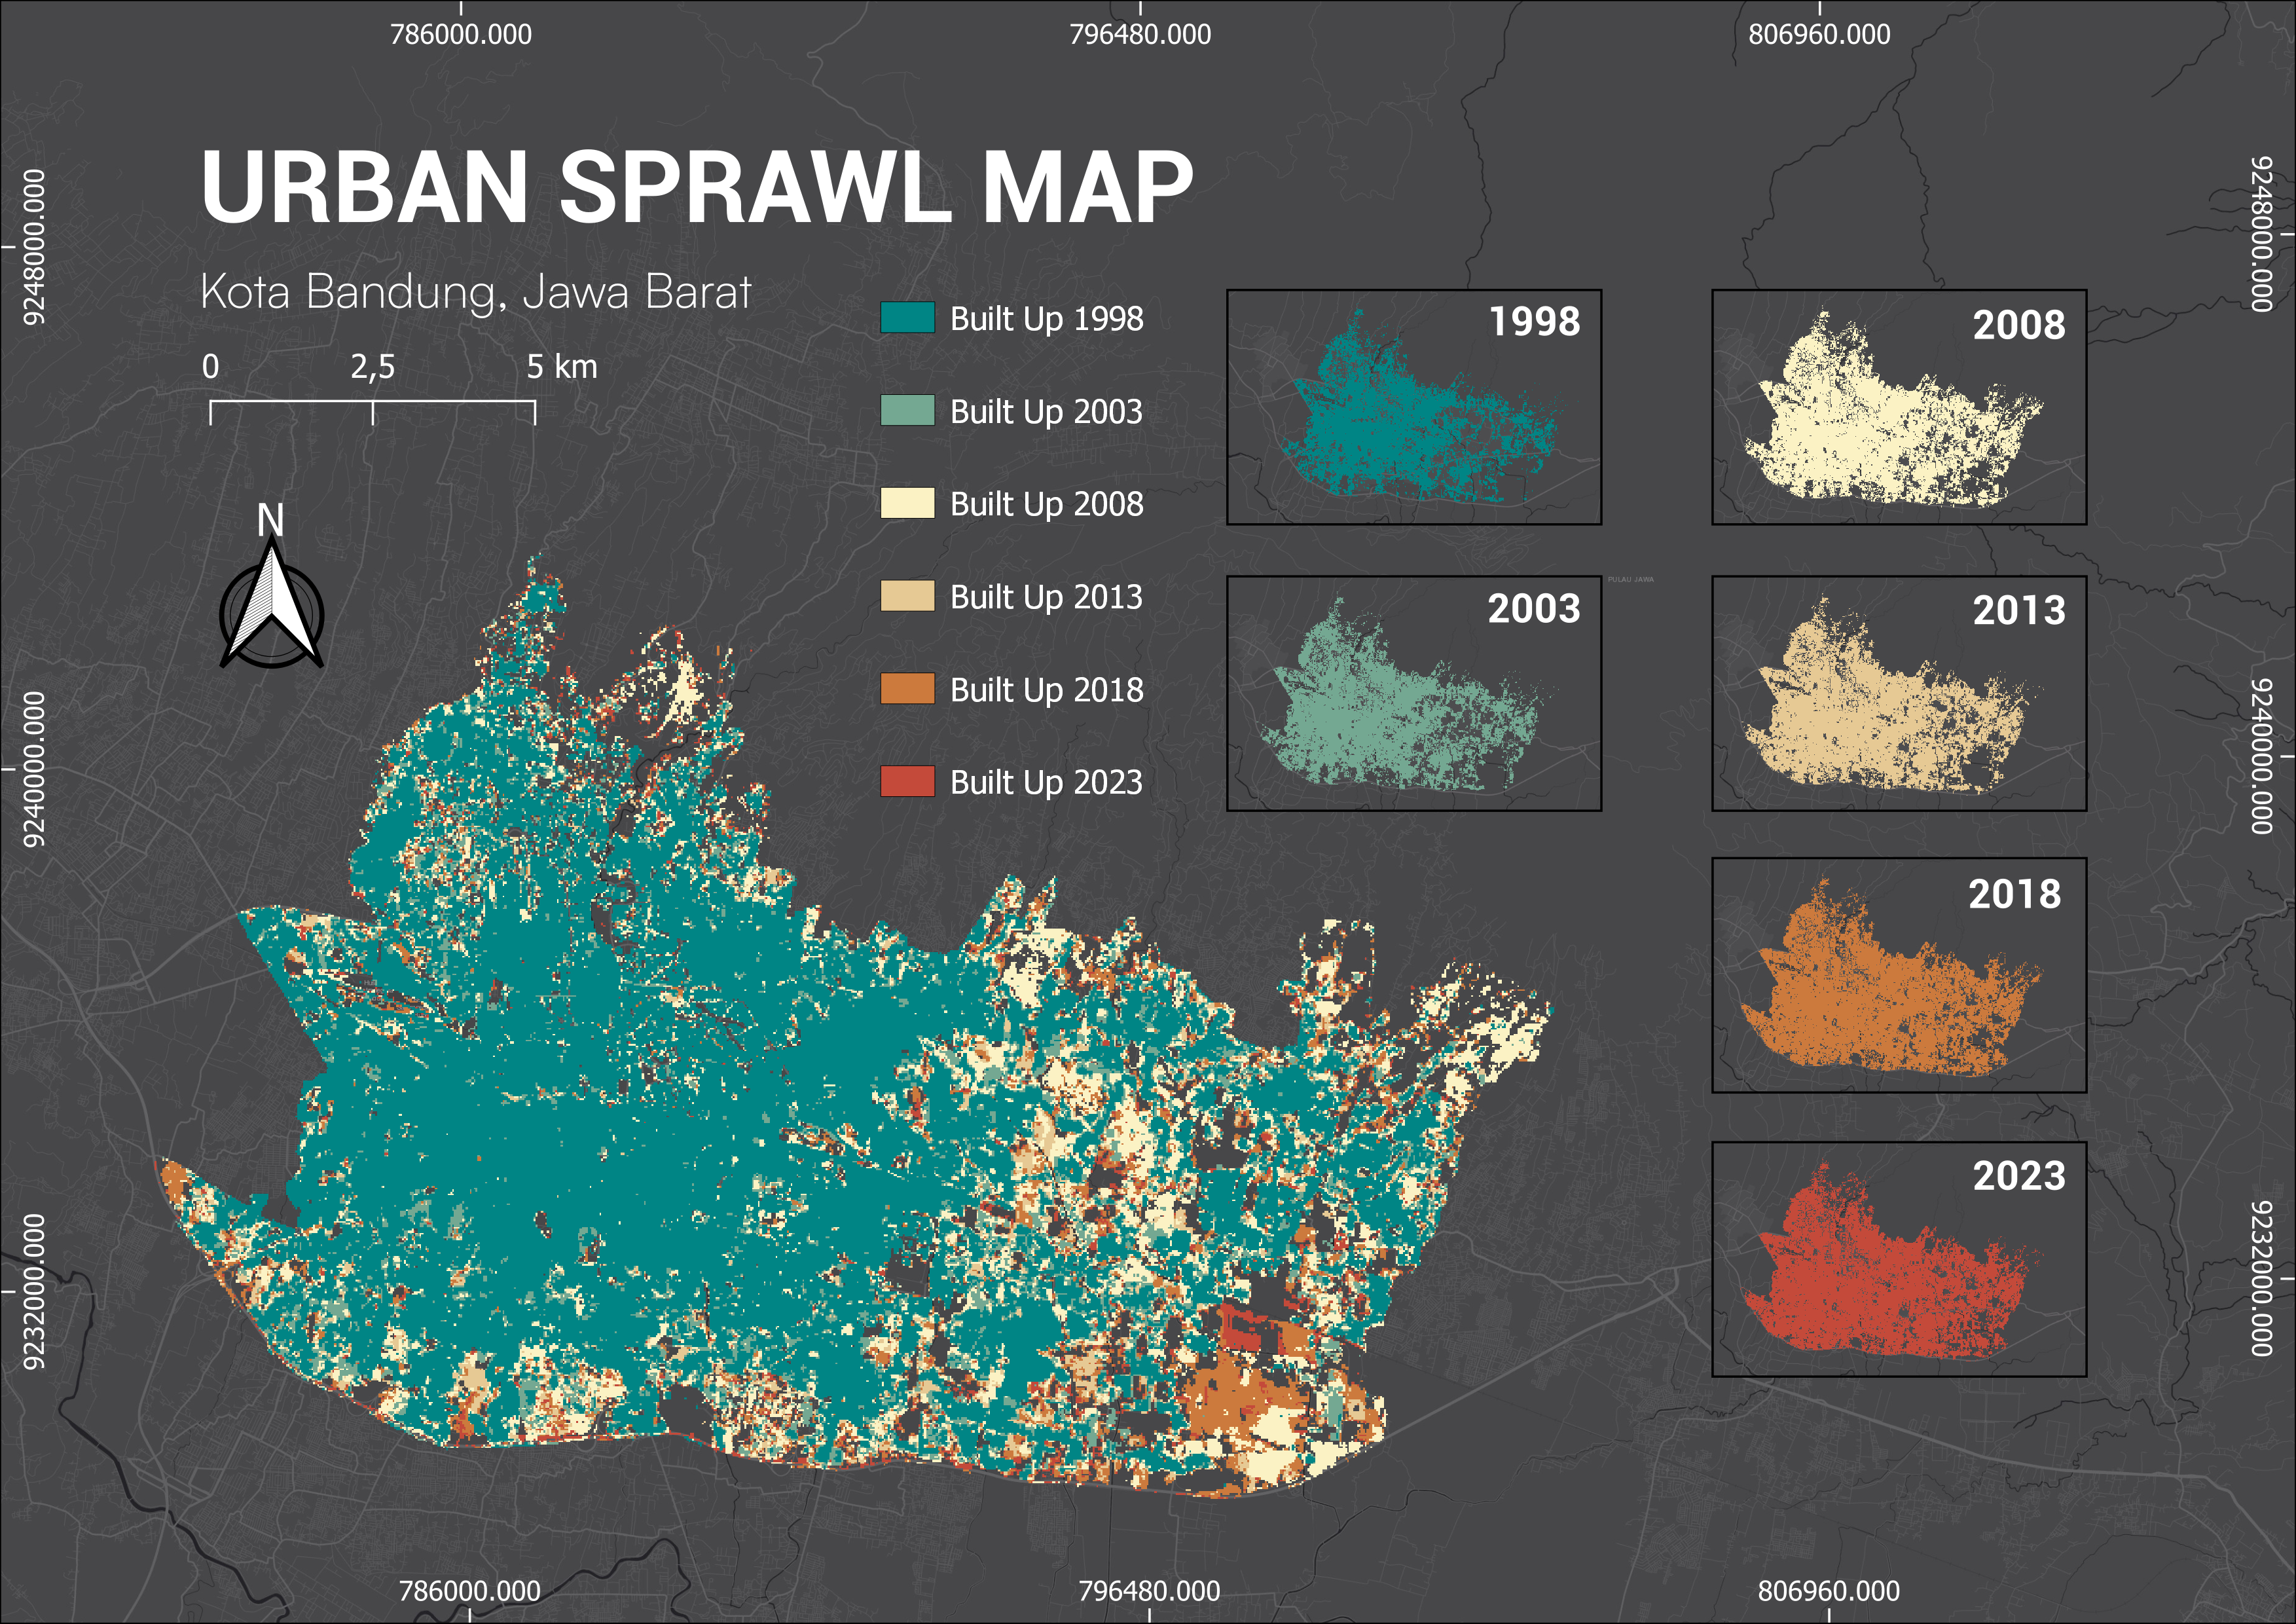 786000.000
796480.000
806960.000
9248000.000
9248000.000
URBAN SPRAWL MAP
Kota Bandung, Jawa Barat
0 2,5 5 km
N
Built Up 1998
Built Up 2003
Built Up 2008
Built Up 2013
Built Up 2018
Built Up 2023
1998
2008
PULAU JAWA
2003
2013
2018
2023
9240000.000
9240000.000
9232000.000
9232000.000
786000.000
796480.000
806960.000